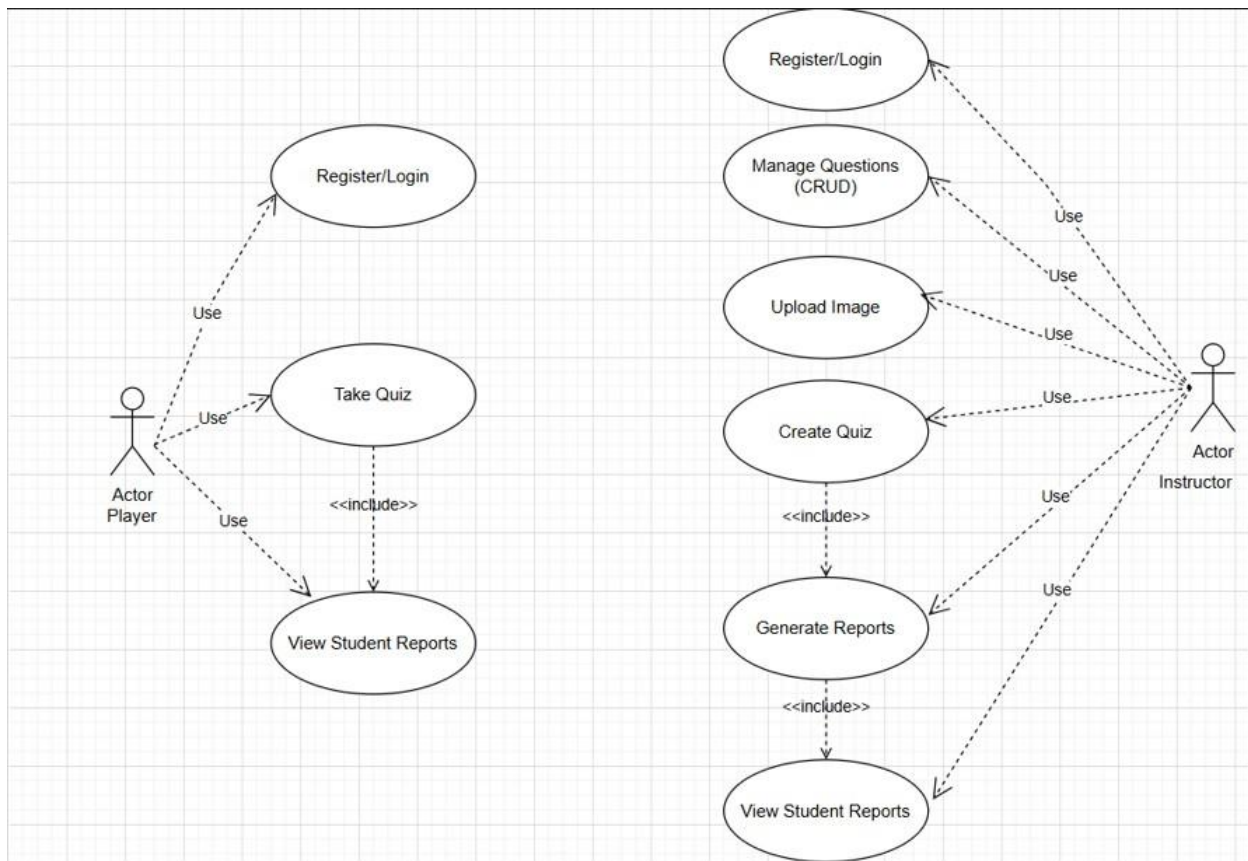 Register/Login
Use
Take Quiz
Use
Actor
Player
<<include>>
Use
View Student Reports
Register/Login
Use
Manage Questions
(CRUD)
Use
Upload Image
Use
Create Quiz
Use
Actor
Instructor
<<include>>
Use
Generate Reports
Use
<<include>>
View Student Reports